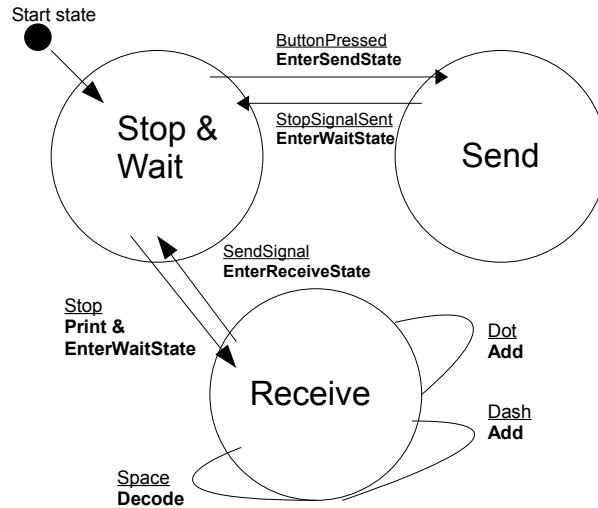 Start state
ButtonPressed
EnterSendState
Stop &
Wait
StopSignalSent
EnterWaitState
Send
SendSignal
EnterReceiveState
Stop
Print &
EnterWaitState
Receive
Dot
Add
Dash
Add
Space
Decode